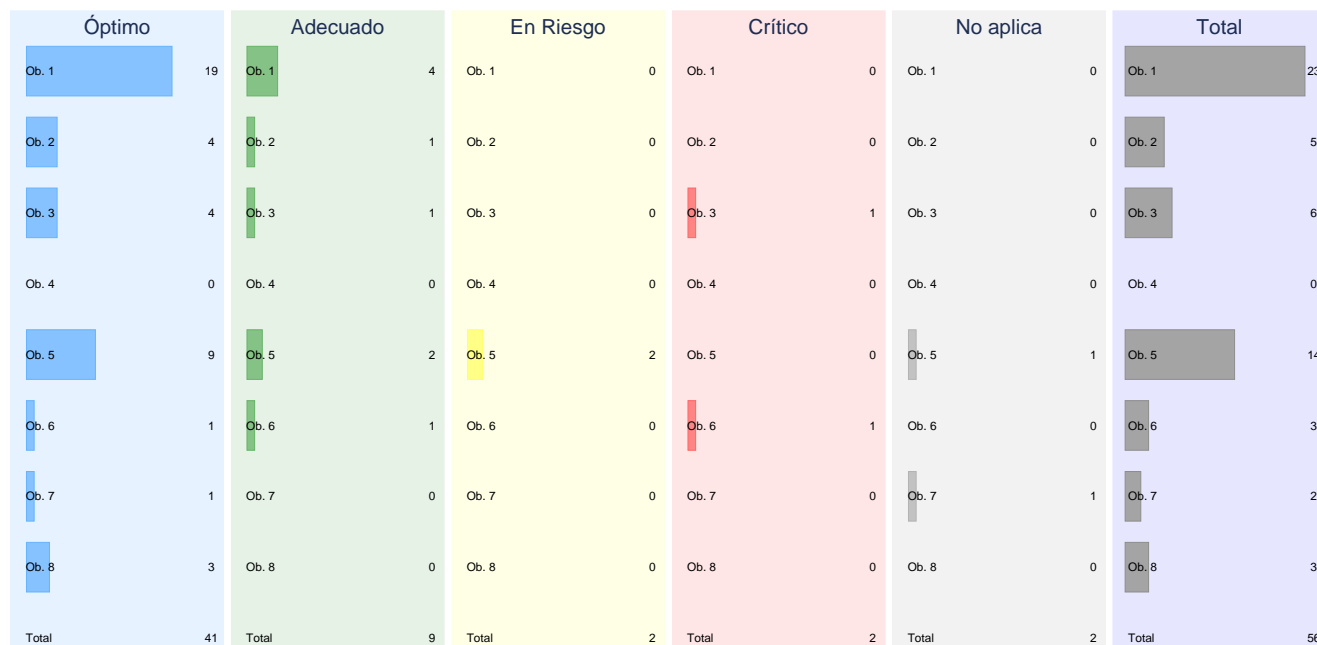 Óptimo Adecuado En Riesgo Crítico No aplica Total
Ob. 1 19 Ob. 1 4 Ob. 1 0 Ob. 1 0 Ob. 1 0 Ob. 1 23
Ob. 2 4 Ob. 2 1 Ob. 2 0 Ob. 2 0 Ob. 2 0 Ob. 2 5
Ob. 3 4 Ob. 3 1 Ob. 3 0 Ob. 3 1 Ob. 3 0 Ob. 3 6
Ob. 4 0 Ob. 4 0 Ob. 4 0 Ob. 4 0 Ob. 4 0 Ob. 4 0
Ob. 5 9 Ob. 5 2 Ob. 5 2 Ob. 5 0 Ob. 5 1 Ob. 5 14
Ob. 6 1 Ob. 6 1 Ob. 6 0 Ob. 6 1 Ob. 6 0 Ob. 6 3
Ob. 7 1 Ob. 7 0 Ob. 7 0 Ob. 7 0 Ob. 7 1 Ob. 7 2
Ob. 8 3 Ob. 8 0 Ob. 8 0 Ob. 8 0 Ob. 8 0 Ob. 8 3
Total 41 Total 9 Total 2 Total 2 Total 2 Total 56